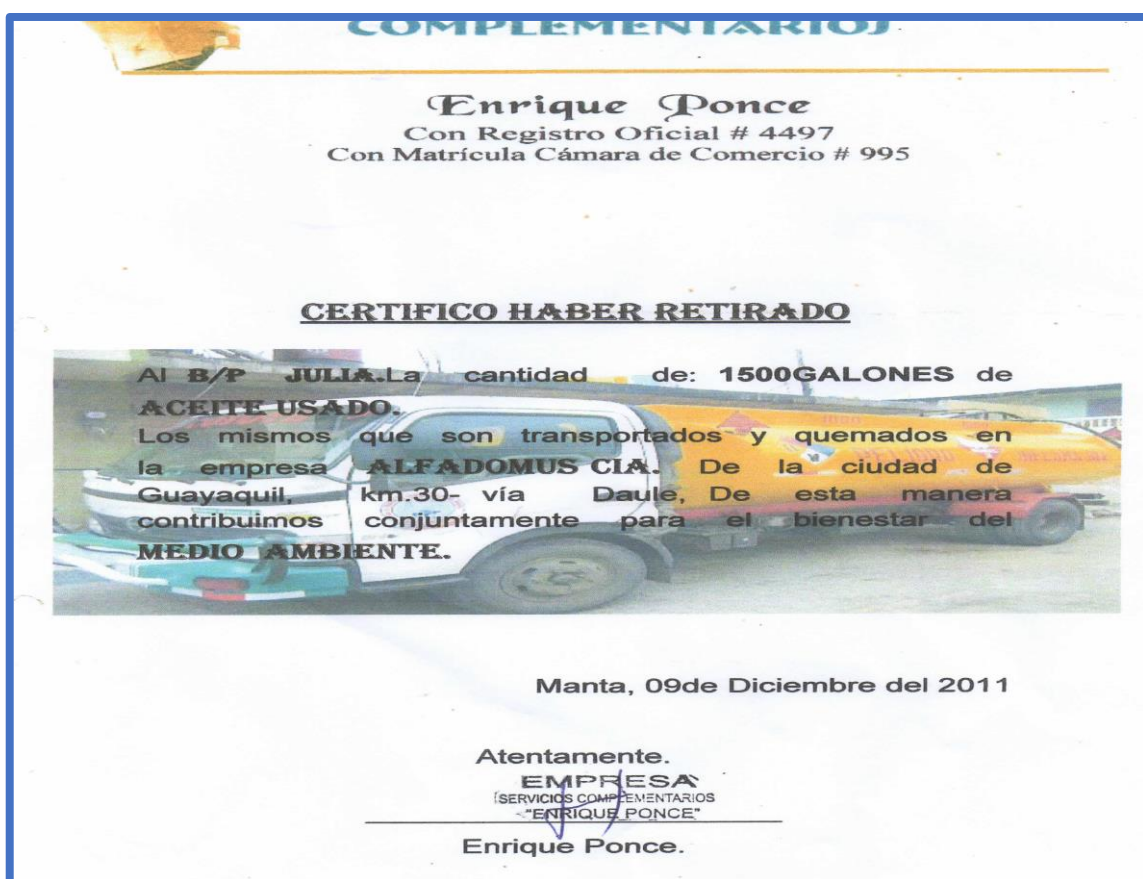 COMPLEMENTARIOS
Enrique Ponce
Con Registro Oficial # 4497
Con Matrícula Cámara de Comercio # 995
CERTIFICO HABER RETIRADO
Al B/P JULIA.La cantidad de: 1500GALONES de
ACEITE USADO.
Los mismos que son transportados y quemados en
la empresa ALFADOMUS CIA. De la ciudad de
Guayaquil, km.30- vía Daule, De esta manera
contribuimos conjuntamente para el bienestar del
MEDIO AMBIENTE.
Manta, 09de Diciembre del 2011
Atentamente.
EMPRESA
SERVICIOS COMPLEMENTARIOS
"ENRIQUE PONCE"
Enrique Ponce.